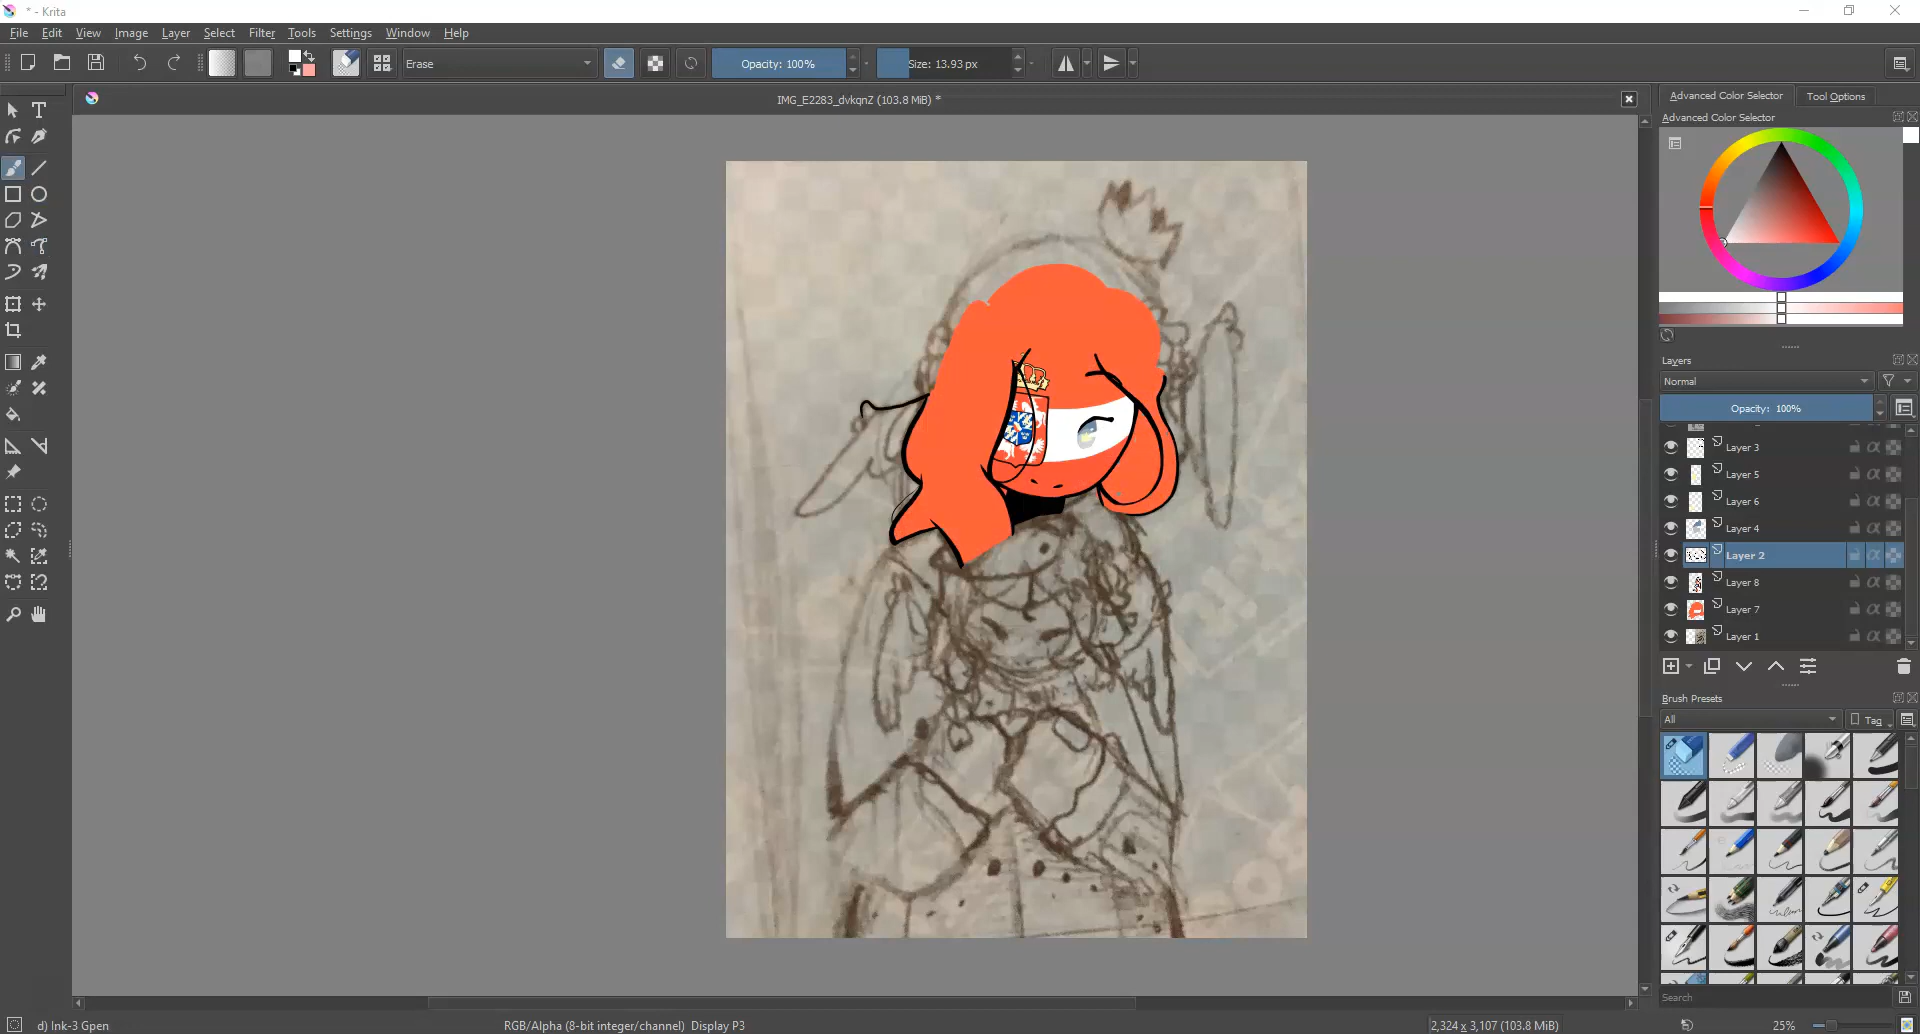 * - Krita
File Edit View Image Layer Select Filter Tools Settings Window Help
Erase Opacity: 100% Size: 13.93 px
IMG_E2283_dvkqnZ (103.8 MiB) *
Advanced Color Selector Tool Options
Advanced Color Selector
Layers
Normal
Opacity: 100%
Layer 3
Layer 5
Layer 6
Layer 4
Layer 2
Layer 8
Layer 7
Layer 1
Brush Presets
All Tag
Search
d) Ink-3 Gpen RGB/Alpha (8-bit integer/channel) Display P3 2,324 x 3,107 (103.8 MiB) 25%